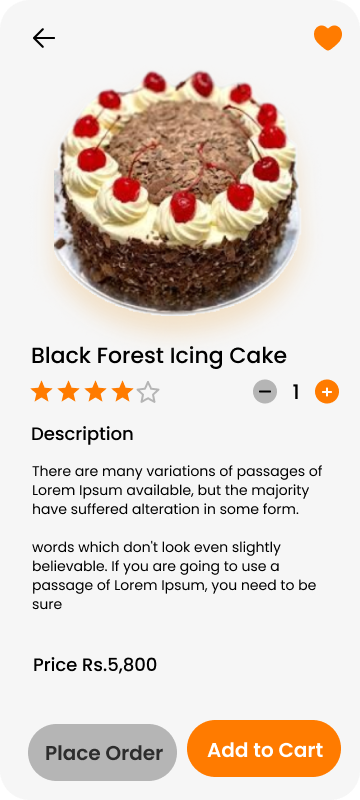 Black Forest Icing Cake
1
Description
There are many variations of passages of
Lorem Ipsum available, but the majority
have suffered alteration in some form.
words which don't look even slightly
believable. If you are going to use a
passage of Lorem Ipsum, you need to be
sure
Price Rs.5,800
Place Order
Add to Cart